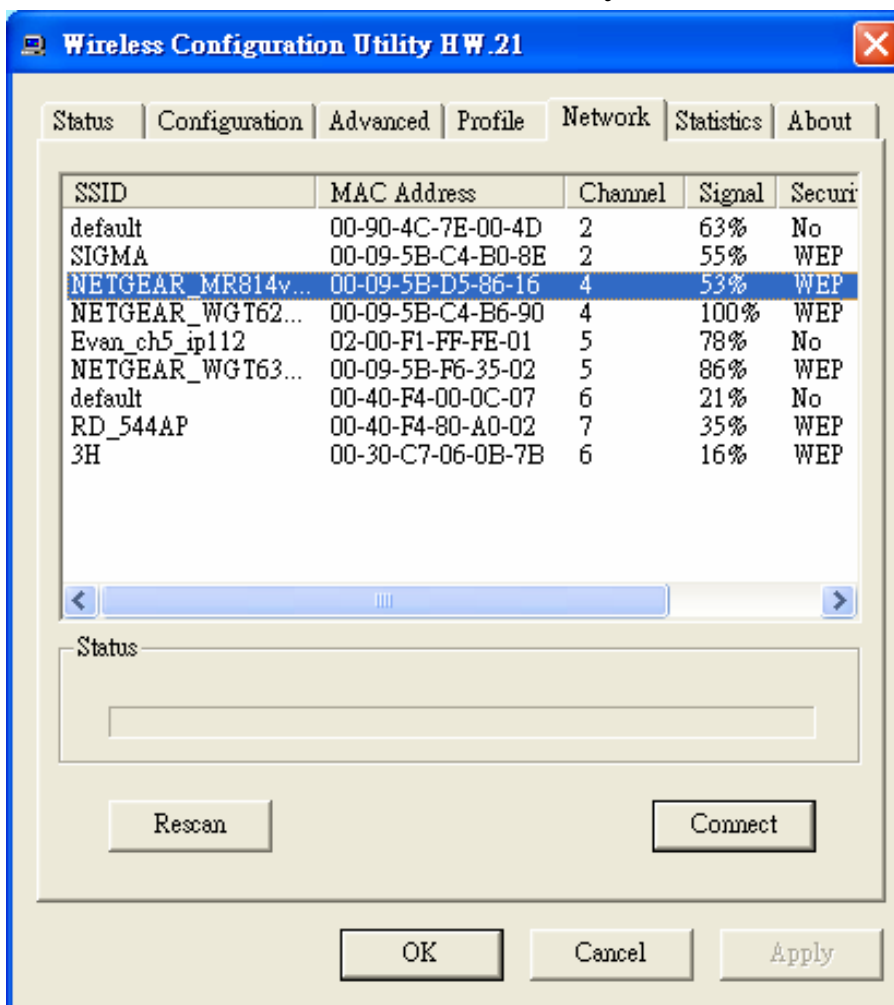 Wireless Configuration Utility HW.21
Status Configuration Advanced Profile Network Statistics About
SSID MAC Address Channel Signal Securi
default 00-90-4C-7E-00-4D 2 63% No
SIGMA 00-09-5B-C4-B0-8E 2 55% WEP
NETGEAR_MR814v... 00-09-5B-D5-86-16 4 53% WEP
NETGEAR_WGT62... 00-09-5B-C4-B6-90 4 100% WEP
Evan_ch5_ip112 02-00-F1-FF-FE-01 5 78% No
NETGEAR_WGT63... 00-09-5B-F6-35-02 5 86% WEP
default 00-40-F4-00-0C-07 6 21% No
RD_544AP 00-40-F4-80-A0-02 7 35% WEP
3H 00-30-C7-06-0B-7B 6 16% WEP
Status
Rescan Connect
OK Cancel Apply